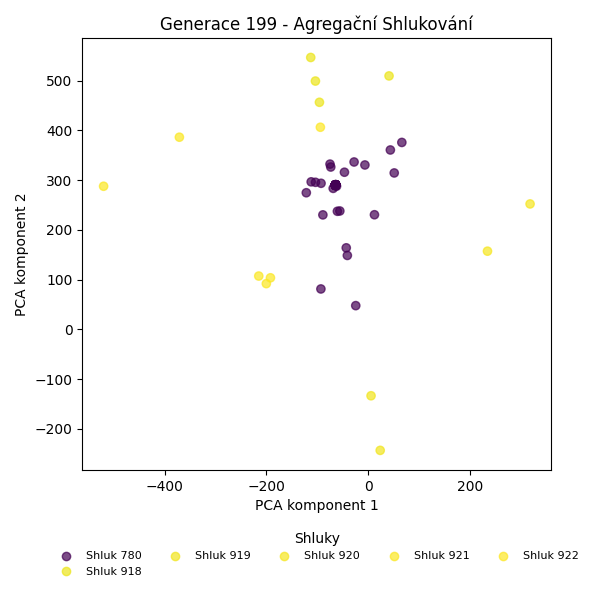 Generace 199 - Agregační Shlukování
PCA komponent 2
500
400
300
200
100
0
−100
−200
−400
−200
0
200
PCA komponent 1
Shluky
Shluk 780
Shluk 919
Shluk 920
Shluk 921
Shluk 922
Shluk 918